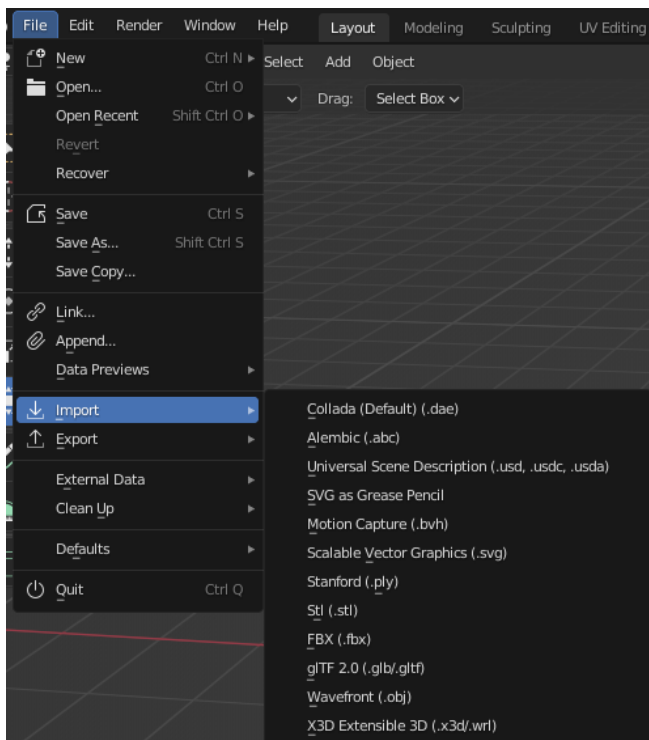 File Edit Render Window Help Layout Modeling Sculpting UV Editing
New Ctrl N
Select Add Object
Open... Ctrl O
Drag: Select Box
Open Recent Shift Ctrl O
Revert
Recover
Save Ctrl S
Save As... Shift Ctrl S
Save Copy...
Link...
Append...
Data Previews
Import
Export
External Data
Clean Up
Defaults
Quit Ctrl Q
Collada (Default) (.dae)
Alembic (.abc)
Universal Scene Description (.usd, .usdc, .usda)
SVG as Grease Pencil
Motion Capture (.bvh)
Scalable Vector Graphics (.svg)
Stanford (.ply)
Stl (.stl)
FBX (.fbx)
glTF 2.0 (.glb/.gltf)
Wavefront (.obj)
X3D Extensible 3D (.x3d/.wrl)